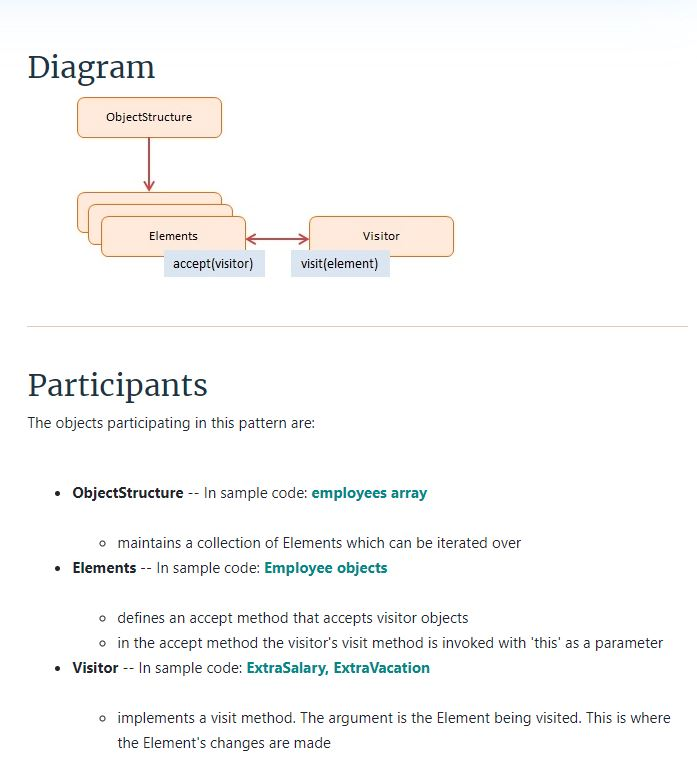 Diagram
ObjectStructure
Elements
Visitor
accept(visitor)
visit(element)
Participants
The objects participating in this pattern are:
• ObjectStructure -- In sample code: employees array
◦ maintains a collection of Elements which can be iterated over
• Elements -- In sample code: Employee objects
◦ defines an accept method that accepts visitor objects
◦ in the accept method the visitor's visit method is invoked with 'this' as a parameter
• Visitor -- In sample code: ExtraSalary, ExtraVacation
◦ implements a visit method. The argument is the Element being visited. This is where
the Element's changes are made